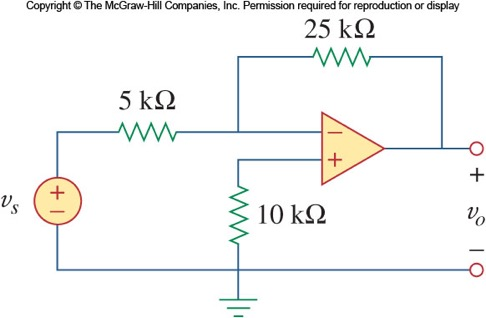 Copyright © The McGraw-Hill Companies, Inc. Permission required for reproduction or display
25 kΩ
5 kΩ
−
+
+
−
vs
10 kΩ
+
vo
−